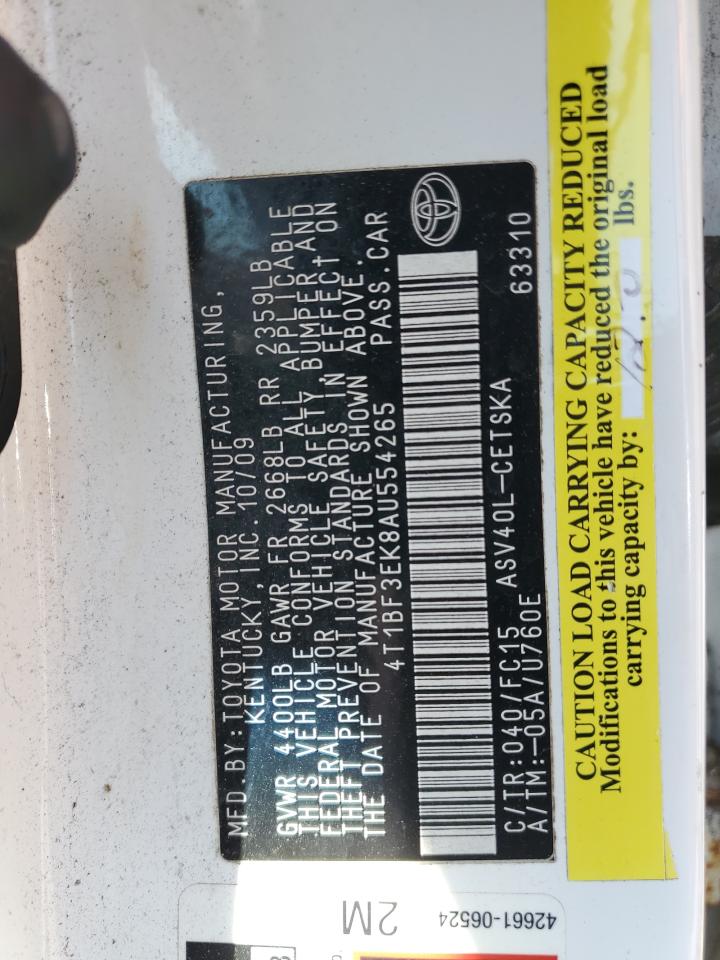 MFD.BY:TOYOTA MOTOR MANUFACTURING,
KENTUCKY, INC. 10/09
GVWR 4400LB GAWR FR 2668LB RR 2359LB
THIS VEHICLE CONFORMS TO ALL APPLICABLE
FEDERAL MOTOR VEHICLE SAFETY, BUMPER, AND
THEFT PREVENTION STANDARDS IN EFFECT ON
THE DATE OF MANUFACTURE SHOWN ABOVE.
4T1BF3EK8AU554265 PASS.CAR
C/TR:040/FC15 ASV40L-CETSKA 63310
A/TM:-05A/U760E
CAUTION LOAD CARRYING CAPACITY REDUCED
Modifications to this vehicle have reduced the original load
carrying capacity by: lbs.
2M
42661-06524